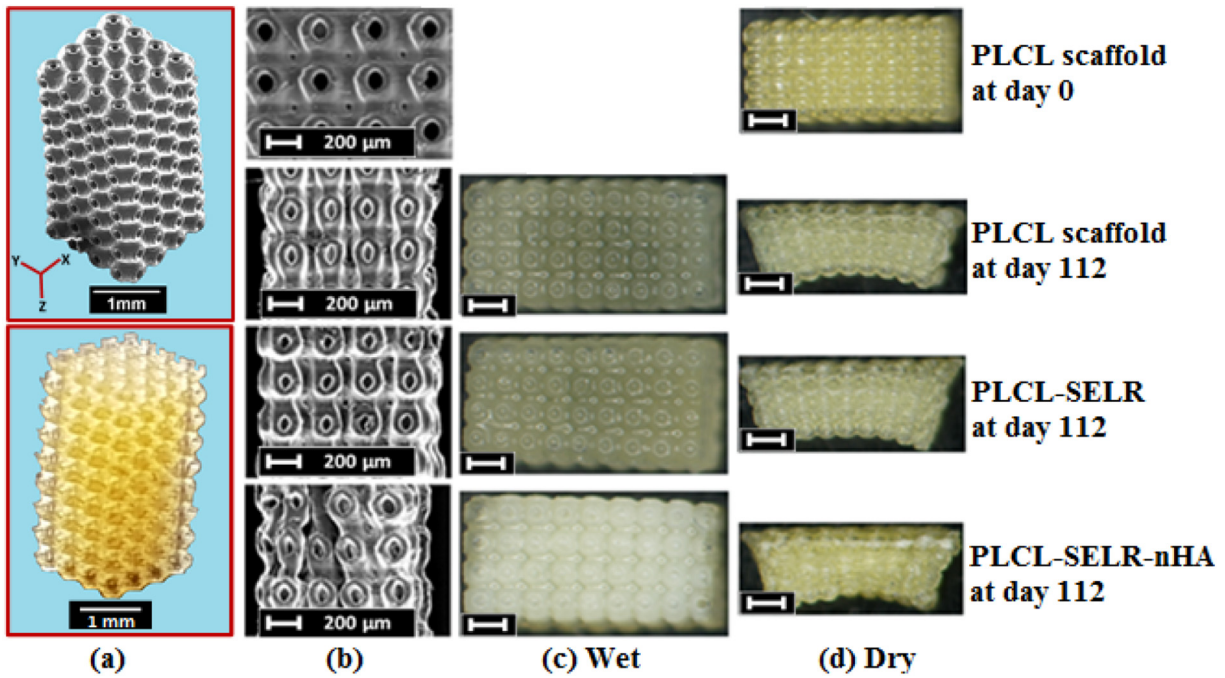 PLCL scaffold
at day 0
200 µm
Y
X
Z
1mm
200 µm
PLCL scaffold
at day 112
200 µm
PLCL-SELR
at day 112
1 mm
200 µm
PLCL-SELR-nHA
at day 112
(a)
(b)
(c) Wet
(d) Dry